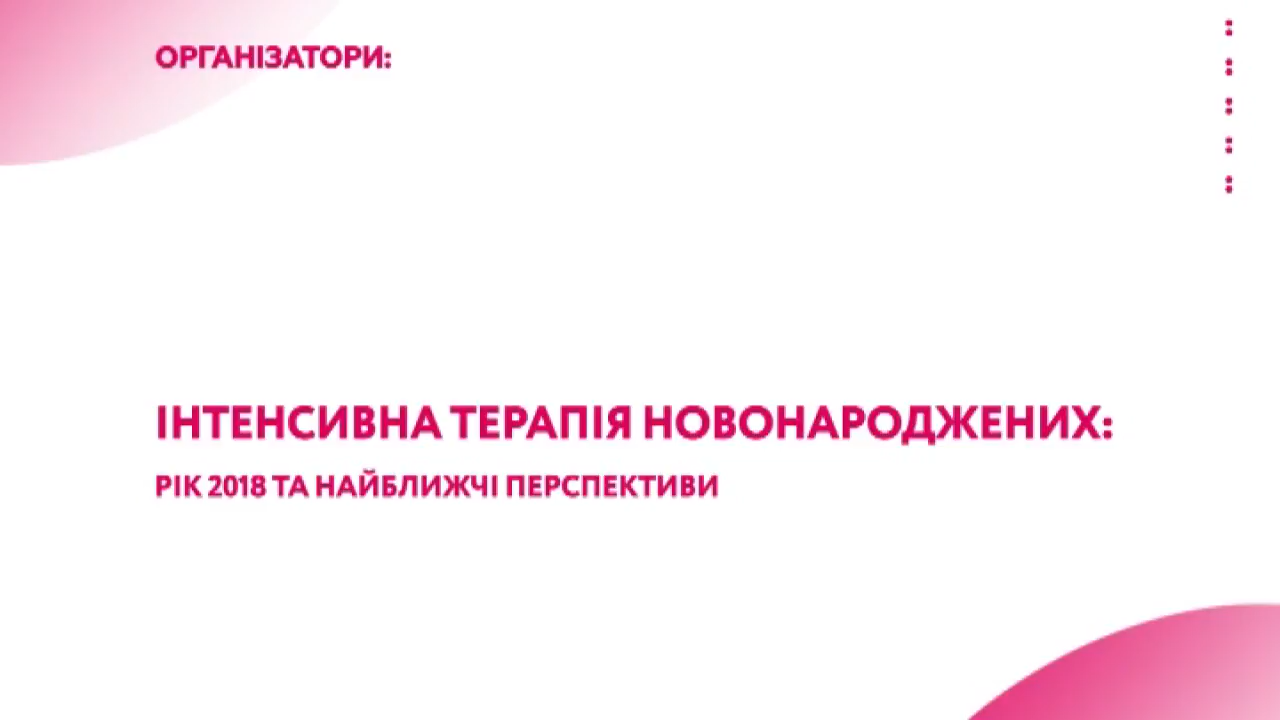 ОРГАНІЗАТОРИ:
ІНТЕНСИВНА ТЕРАПІЯ НОВОНАРОДЖЕНИХ:
РІК 2018 ТА НАЙБЛИЖЧІ ПЕРСПЕКТИВИ